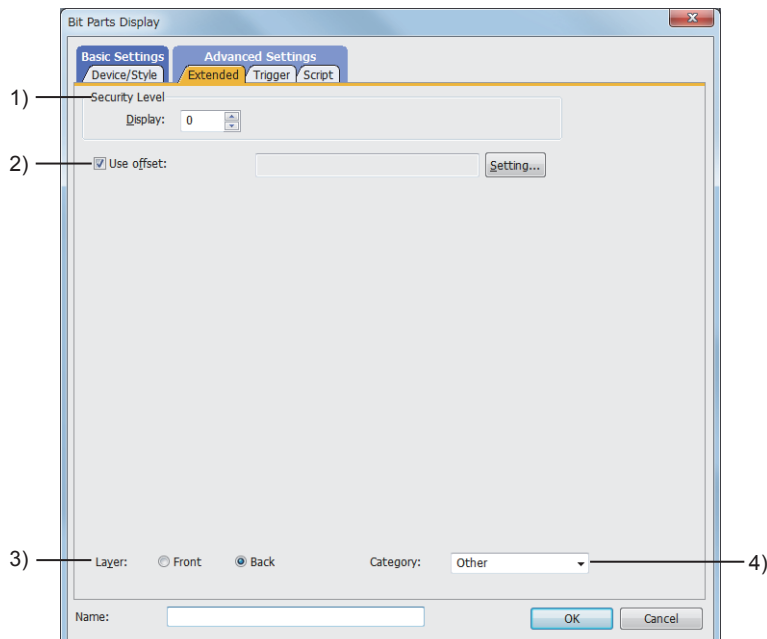 Bit Parts Display
x
Basic Settings
Advanced Settings
Device/Style
Extended
Trigger
Script
1)
Security Level
Display:
0
2)
Use offset:
Setting...
3)
Layer:
Front
Back
Category:
Other
4)
Name:
OK
Cancel